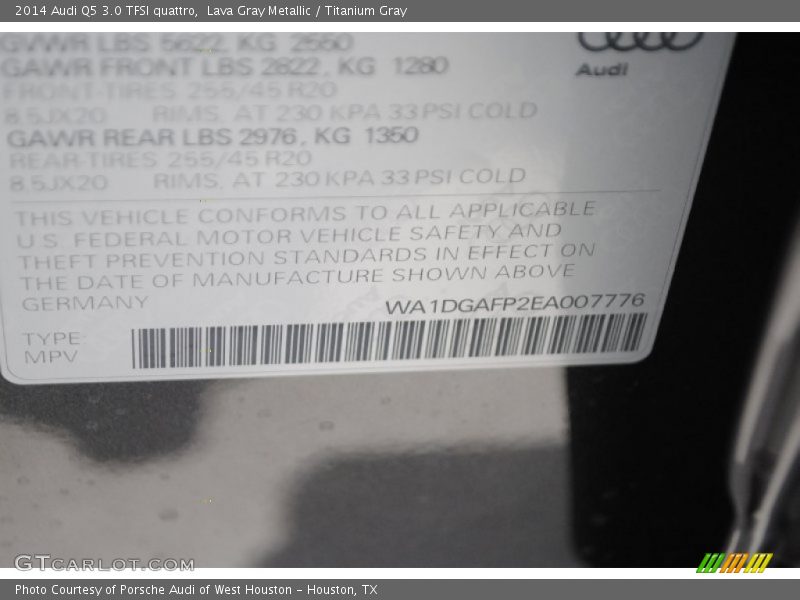 2014 Audi Q5 3.0 TFSI quattro,  Lava Gray Metallic / Titanium Gray
GVWR LBS 5622, KG 2550
GAWR FRONT LBS 2822, KG 1280
Audi
FRONT-TIRES 255/45 R20
8.5JX20 RIMS, AT 230 KPA 33 PSI COLD
GAWR REAR LBS 2976, KG 1350
REAR-TIRES 255/45 R20
8.5JX20 RIMS, AT 230 KPA 33 PSI COLD
THIS VEHICLE CONFORMS TO ALL APPLICABLE
U.S. FEDERAL MOTOR VEHICLE SAFETY AND
THEFT PREVENTION STANDARDS IN EFFECT ON
THE DATE OF MANUFACTURE SHOWN ABOVE
GERMANY WA1DGAFP2EA007776
TYPE:
MPV
GTCARLOT.COM
Photo Courtesy of Porsche Audi of West Houston - Houston, TX